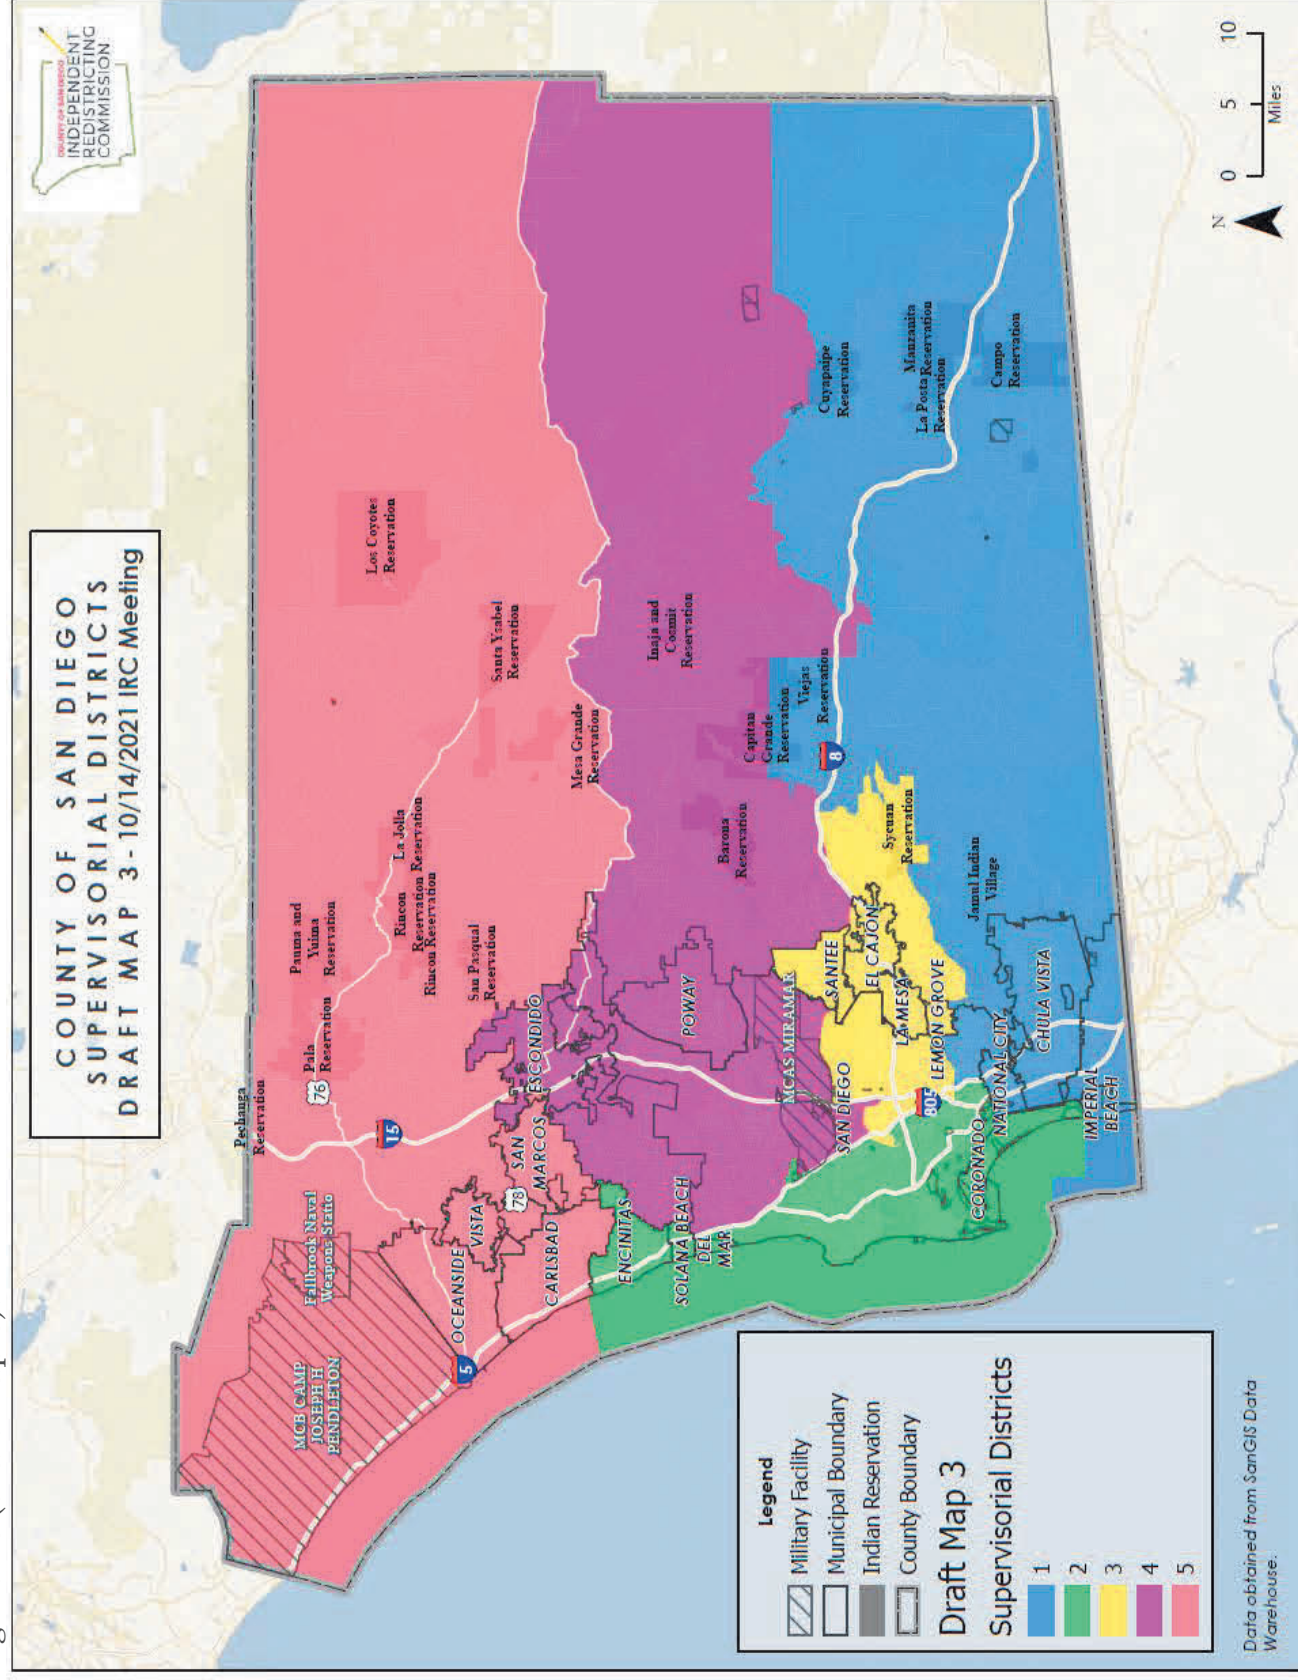 COUNTY OF SAN DIEGO
SUPERVISORIAL DISTRICTS
DRAFT MAP 3 - 10/14/2021 IRC Meeting
COUNTY OF SAN DIEGO
INDEPENDENT
REDISTRICTING
COMMISSION
Pechanga
Reservation
Fallbrook Naval
Weapons Statio
MCB CAMP
JOSEPH H
PENDLETON
76
Pala
Reservation
Pauma and
Yuima
Reservation
15
La Jolla
Reservation
Rincon
Reservation
Rincon Reservation
Los Coyotes
Reservation
San Pasqual
Reservation
Santa Ysabel
Reservation
Mesa Grande
Reservation
OCEANSIDE
VISTA
5
78
SAN
MARCOS
ESCONDIDO
CARLSBAD
ENCINITAS
SOLANA BEACH
DEL
MAR
POWAY
Inaja and
Cosmit
Reservation
Barona
Reservation
Capitan
Grande
Reservation
Viejas
Reservation
MCAS MIRAMAR
SANTEE
SAN DIEGO
EL CAJON
LA MESA
LEMON GROVE
8
805
Sycuan
Reservation
Cuyapaipe
Reservation
Manzanita
Reservation
La Posta
Reservation
Campo
Reservation
Jamul Indian
Village
CORONADO
NATIONAL CITY
CHULA VISTA
IMPERIAL
BEACH
Legend
Military Facility
Municipal Boundary
Indian Reservation
County Boundary
Draft Map 3
Supervisorial Districts
1
2
3
4
5
N
0 5 10
Miles
Data obtained from SanGIS Data
Warehouse.